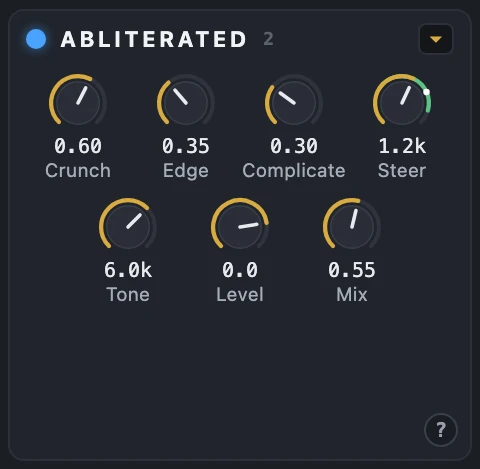 ABLITERATED 2
0.60 0.35 0.30 1.2k
Crunch Edge Complicate Steer
6.0k 0.0 0.55
Tone Level Mix
?